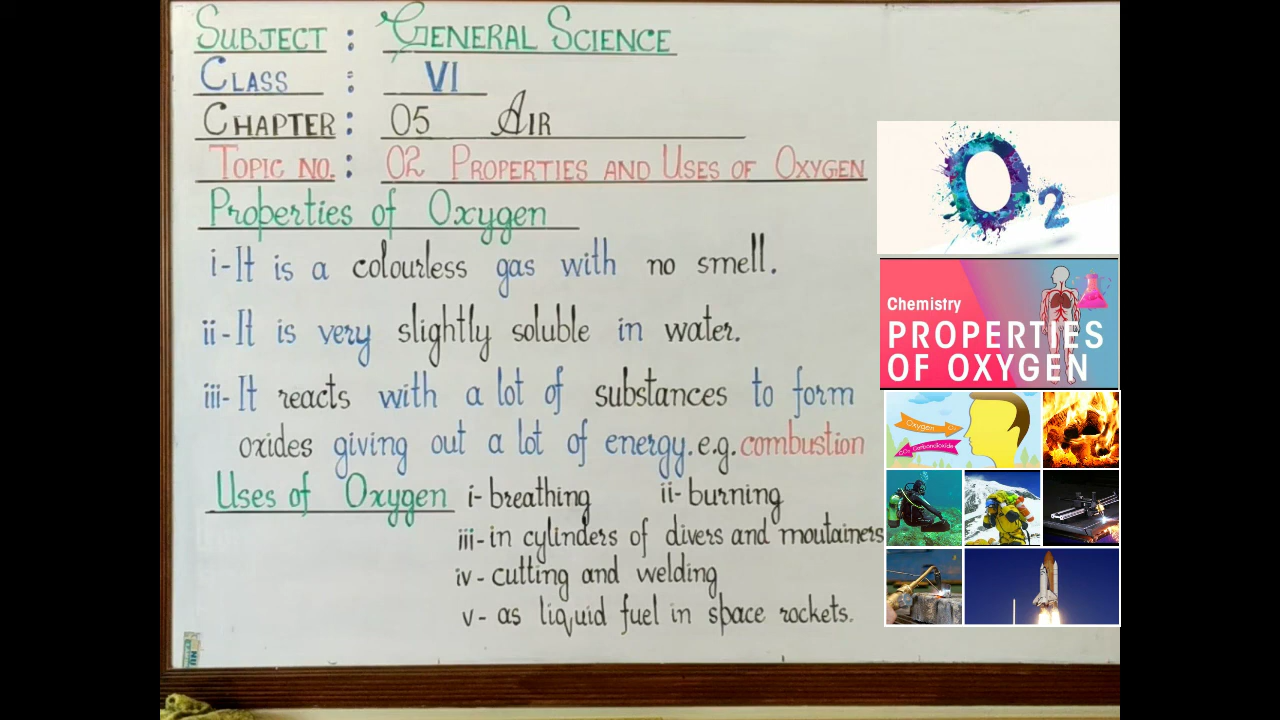 SUBJECT : GENERAL SCIENCE
CLASS : VI
CHAPTER : 05 AIR
TOPIC NO. : 02 PROPERTIES AND USES OF OXYGEN
Properties of Oxygen
i- It is a colourless gas with no smell.
ii- It is very slightly soluble in water.
iii- It reacts with a lot of substances to form
oxides giving out a lot of energy. e.g. combustion
Uses of Oxygen i- breathing ii- burning
iii- in cylinders of divers and moutainers
iv- cutting and welding
v- as liquid fuel in space rockets.
O2
Chemistry
PROPERTIES
OF OXYGEN
Oxygen